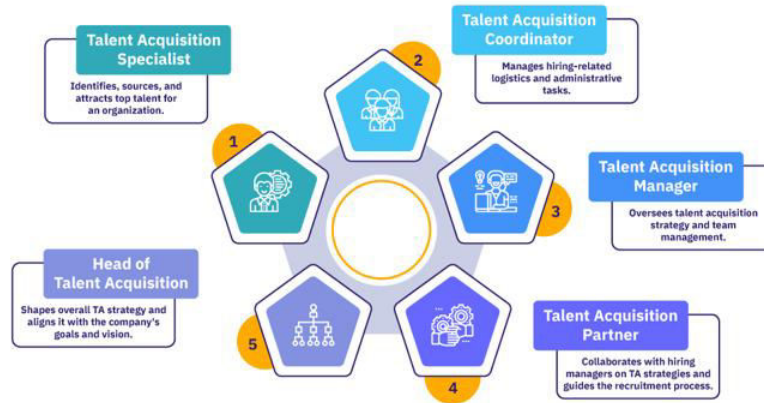 Talent Acquisition
Specialist
Identifies, sources, and
attracts top talent for
an organization.
1
2
Talent Acquisition
Coordinator
Manages hiring-related
logistics and administrative
tasks.
3
Talent Acquisition
Manager
Oversees talent acquisition
strategy and team
management.
4
Talent Acquisition
Partner
Collaborates with hiring
managers on TA strategies and
guides the recruitment process.
5
Head of
Talent Acquisition
Shapes overall TA strategy and
aligns it with the company's
goals and vision.